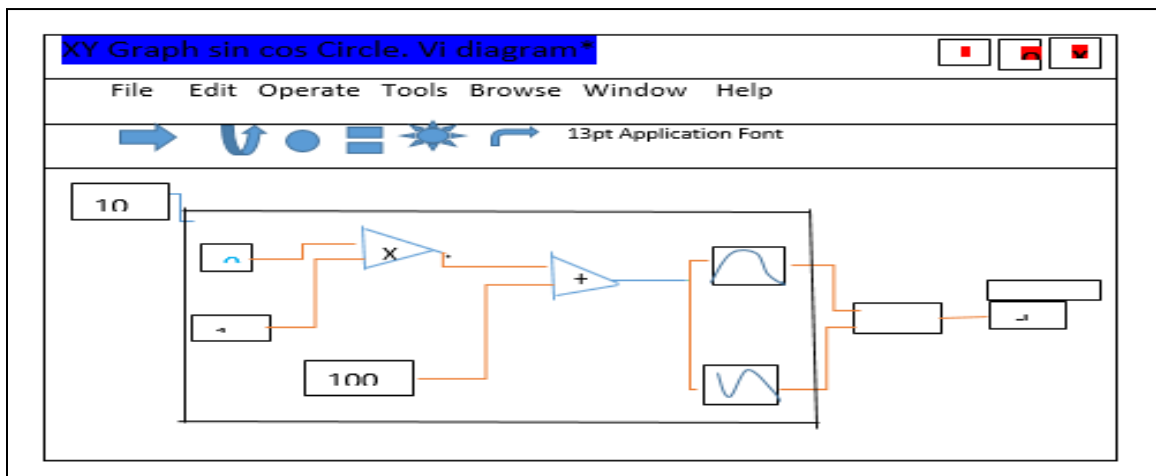 XY Graph sin cos Circle. Vi diagram*
File Edit Operate Tools Browse Window Help
13pt Application Font
10
X
+
100